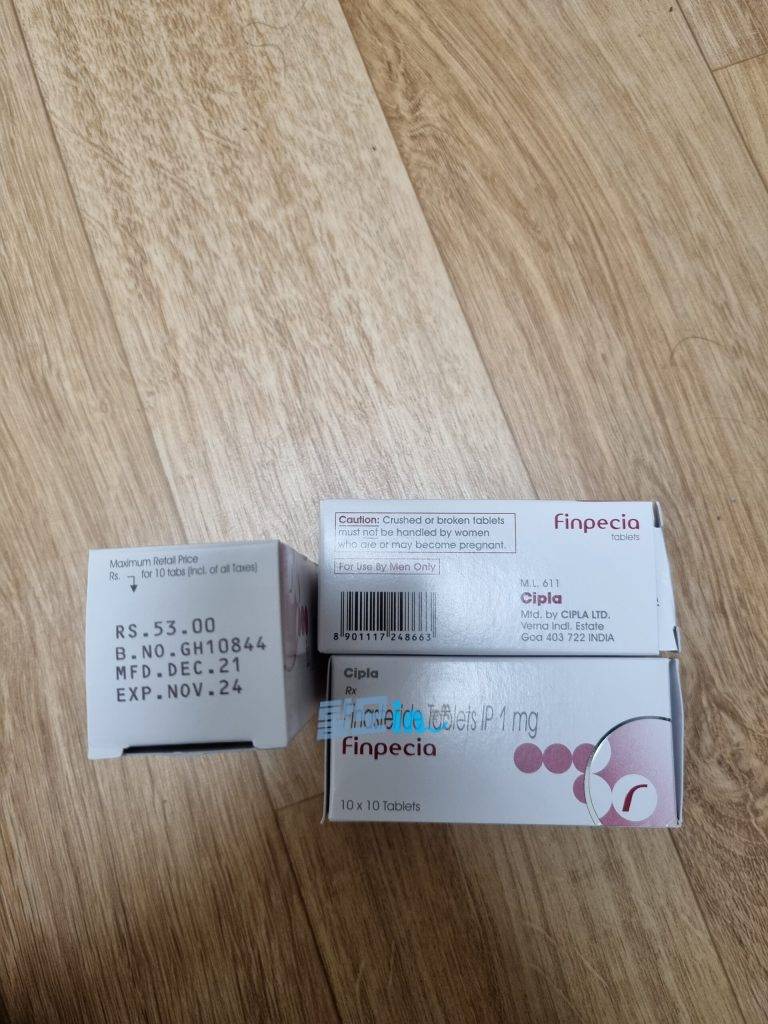 Maximum Retail Price
Rs. for 10 tabs (Incl. of all Taxes)
RS.53.00
B.NO.GH10844
MFD.DEC.21
EXP.NOV.24
Caution: Crushed or broken tablets
must not be handled by women
who are or may become pregnant.
For Use By Men Only
8 901117 248663
Finpecia
tablets
M.L. 611
Cipla
Mfd. by CIPLA LTD.
Verna Indl. Estate
Goa 403 722 INDIA
Cipla
Rx
Finasteride Tablets IP 1 mg
Finpecia
10 x 10 Tablets